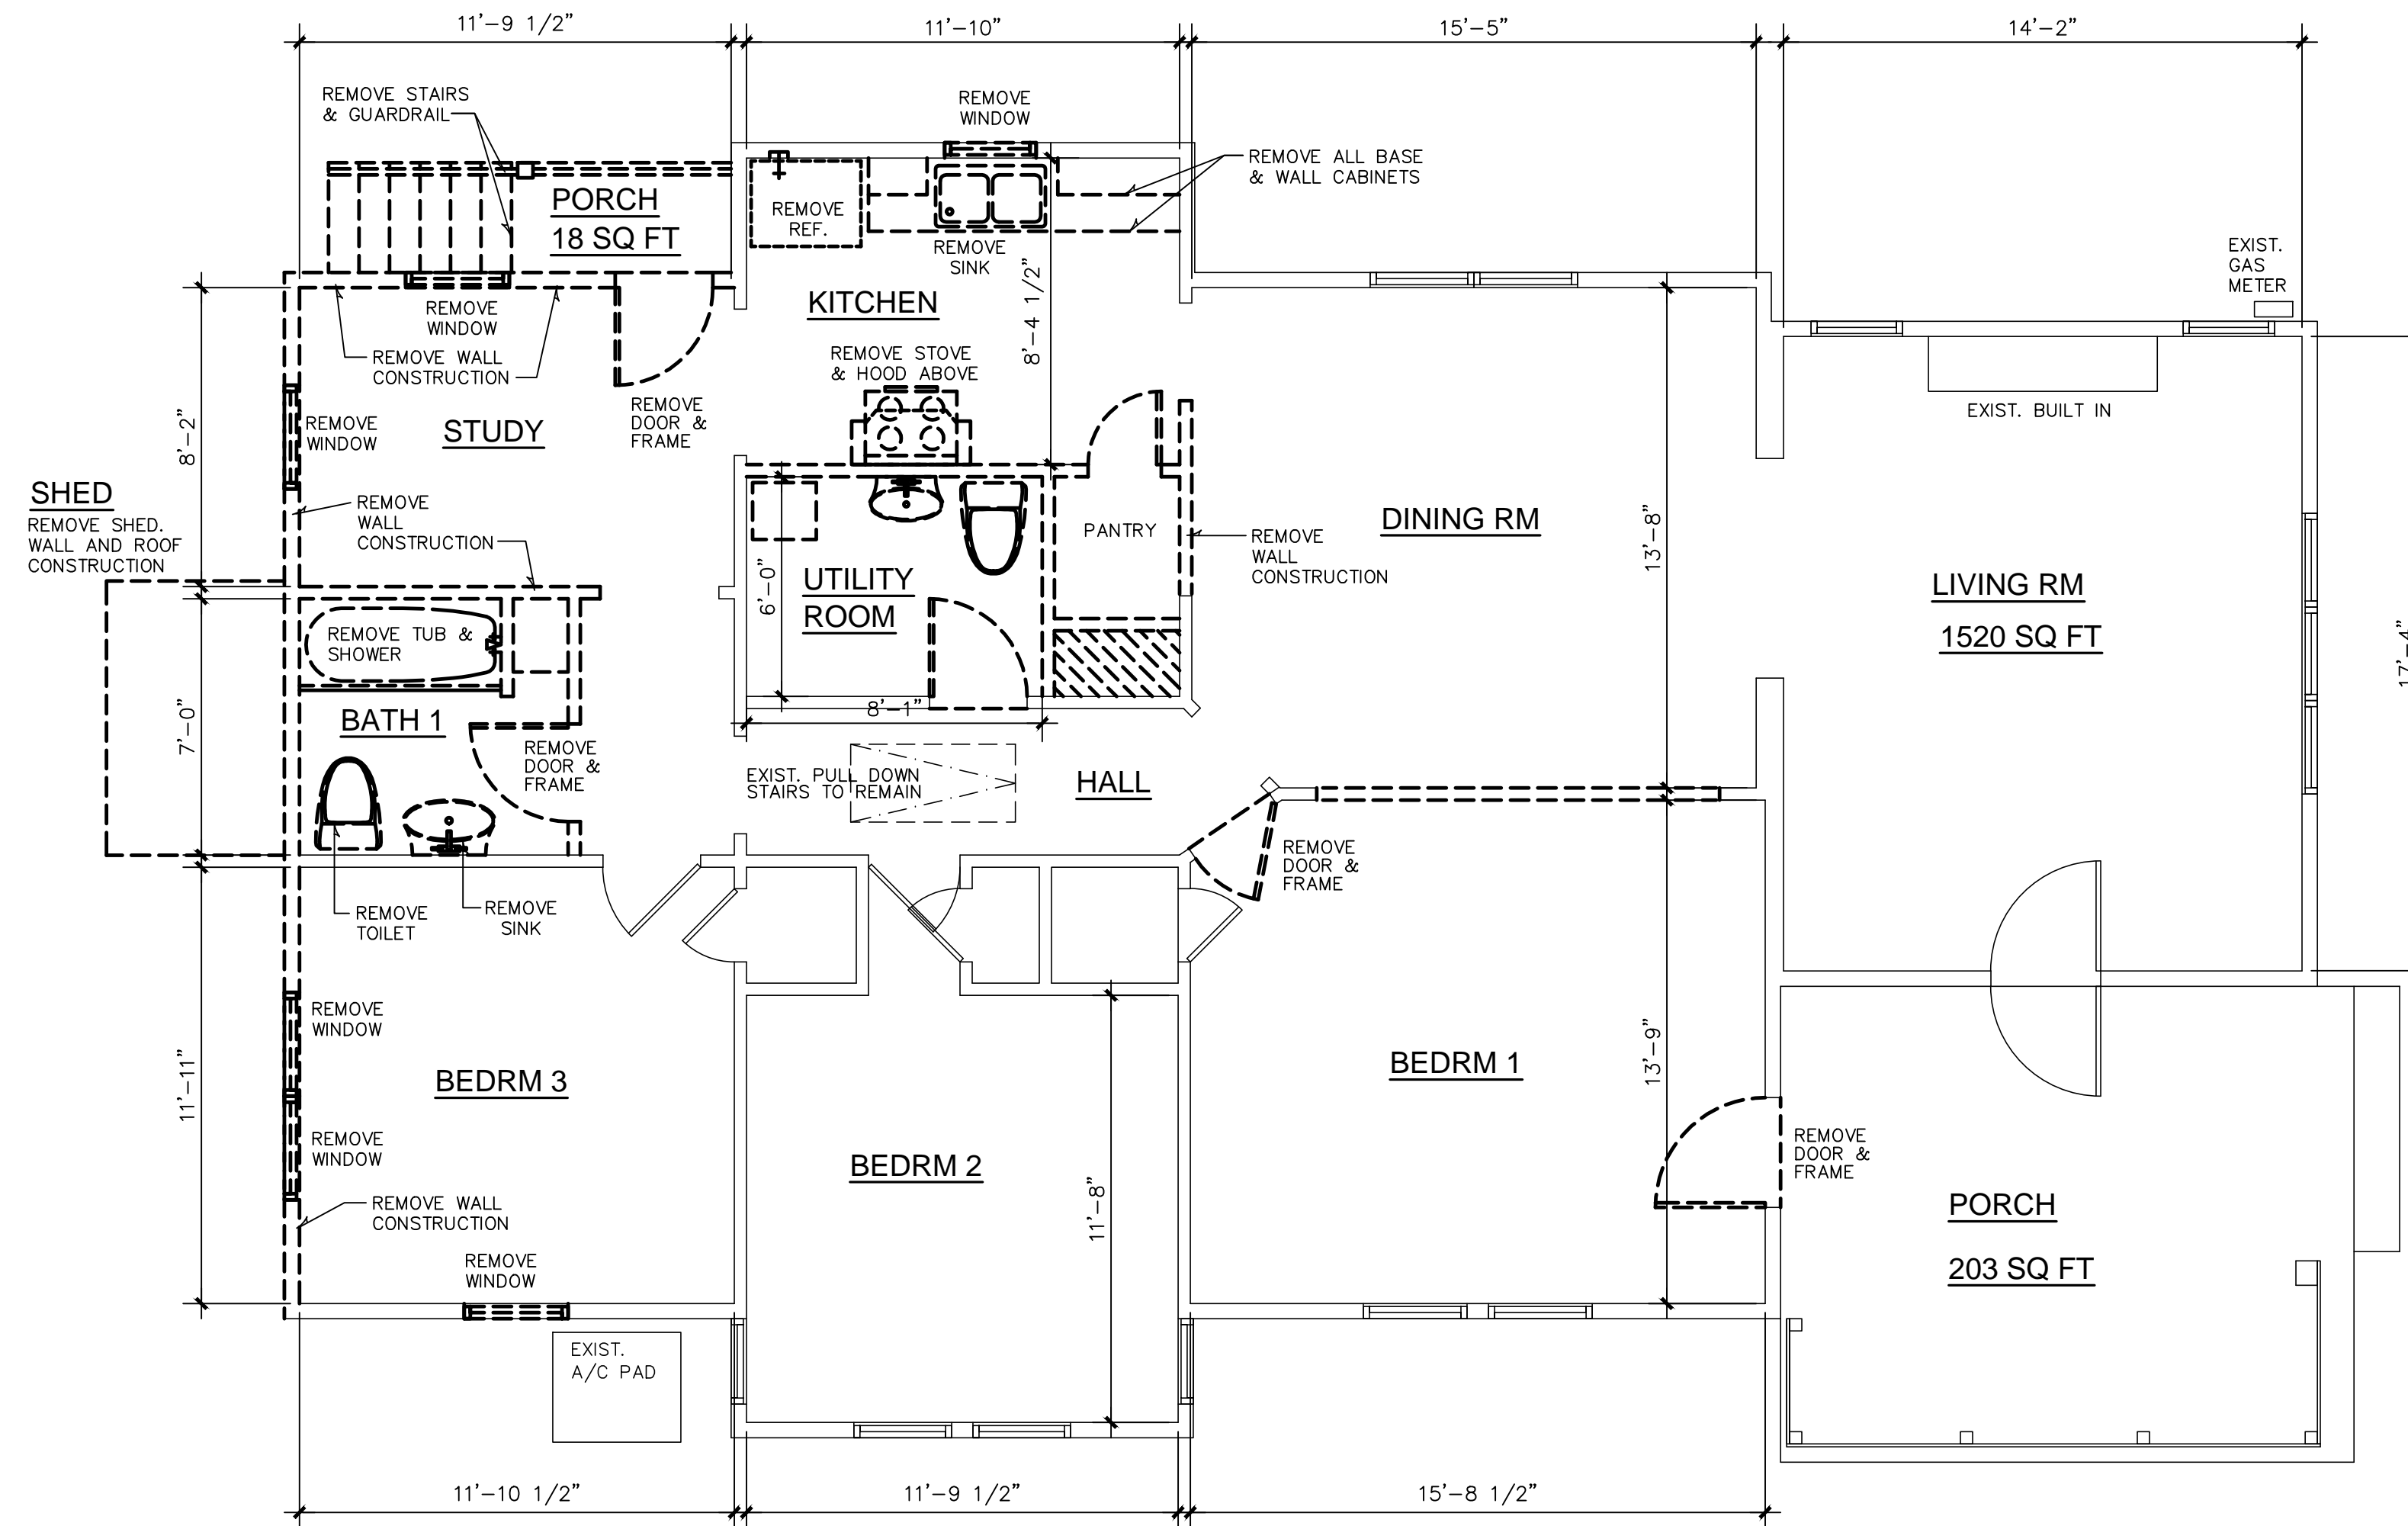 11'-9 1/2"
11'-10"
15'-5"
14'-2"
REMOVE STAIRS
& GUARDRAIL
REMOVE
WINDOW
REMOVE ALL BASE
& WALL CABINETS
PORCH
18 SQ FT
REMOVE
REF.
REMOVE
SINK
EXIST.
GAS
METER
REMOVE
WINDOW
KITCHEN
8'-4 1/2"
REMOVE WALL
CONSTRUCTION
REMOVE STOVE
& HOOD ABOVE
REMOVE
DOOR &
FRAME
EXIST. BUILT IN
8'-2"
REMOVE
WINDOW
STUDY
SHED
REMOVE SHED.
WALL AND ROOF
CONSTRUCTION
REMOVE
WALL
CONSTRUCTION
PANTRY
DINING RM
REMOVE
WALL
CONSTRUCTION
13'-8"
6'-0"
UTILITY
ROOM
LIVING RM
1520 SQ FT
17'-4"
REMOVE TUB &
SHOWER
7'-0"
BATH 1
8'-1"
REMOVE
DOOR &
FRAME
EXIST. PULL DOWN
STAIRS TO REMAIN
HALL
REMOVE
DOOR &
FRAME
REMOVE
TOILET
REMOVE
SINK
REMOVE
WINDOW
11'-11"
BEDRM 3
BEDRM 1
13'-9"
REMOVE
WINDOW
REMOVE
DOOR &
FRAME
BEDRM 2
11'-8"
REMOVE WALL
CONSTRUCTION
PORCH
203 SQ FT
REMOVE
WINDOW
EXIST.
A/C PAD
11'-10 1/2"
11'-9 1/2"
15'-8 1/2"